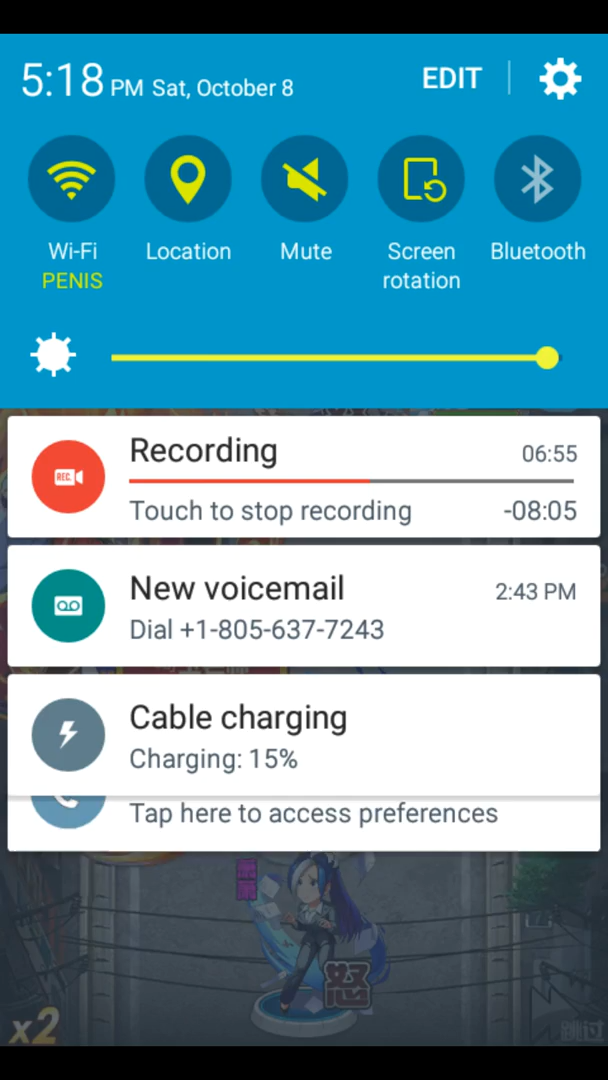 5:18 PM Sat, October 8
EDIT
Wi-Fi
PENIS
Location
Mute
Screen
rotation
Bluetooth
Recording
06:55
REC.
Touch to stop recording
-08:05
New voicemail
2:43 PM
Dial +1-805-637-7243
Cable charging
Charging: 15%
Tap here to access preferences
怒
x2
跳过